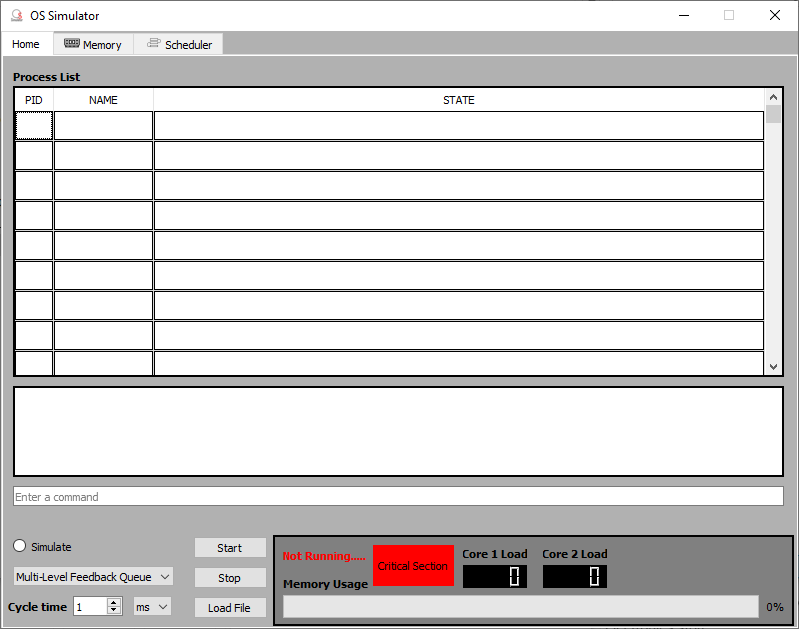 OS Simulator
Home Memory Scheduler
Process List
PID NAME STATE
Enter a command
Simulate
Multi-Level Feedback Queue
Cycle time 1 ms
Start
Stop
Load File
Not Running.....
Critical Section
Core 1 Load Core 2 Load
0 0
Memory Usage
0%